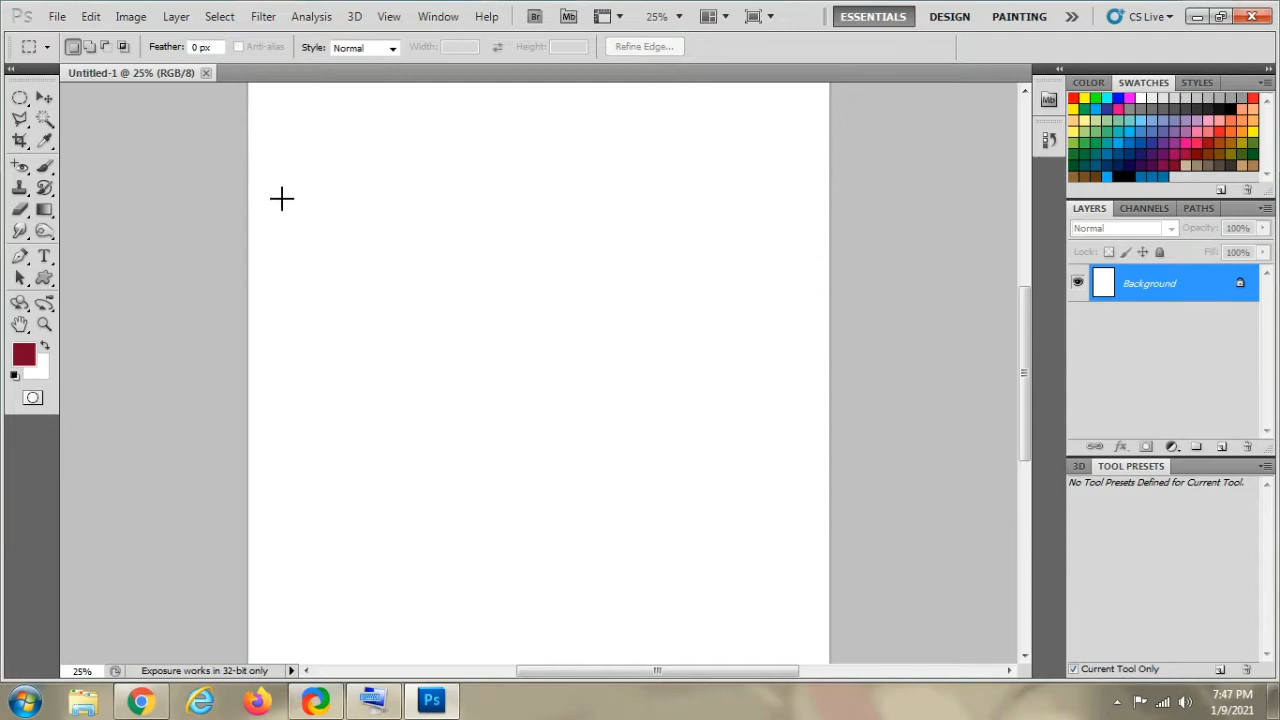 Ps File Edit Image Layer Select Filter Analysis 3D View Window Help Br Mb 25% ESSENTIALS DESIGN PAINTING CS Live
Feather: 0 px Anti-alias Style: Normal Width: Height: Refine Edge...
Untitled-1 @ 25% (RGB/8)
COLOR SWATCHES STYLES
Mb
LAYERS CHANNELS PATHS
Normal Opacity: 100%
Lock: Fill: 100%
Background
fx
3D TOOL PRESETS
No Tool Presets Defined for Current Tool.
Current Tool Only
25% Exposure works in 32-bit only
Ps
7:47 PM
1/9/2021